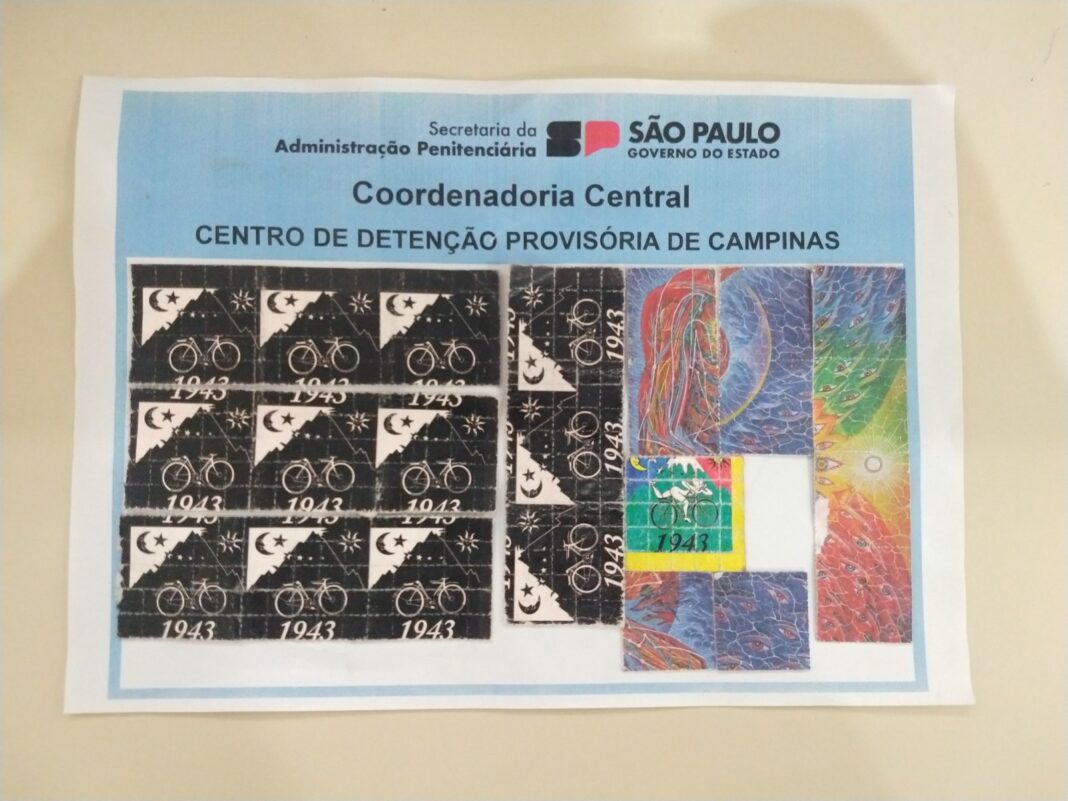 Secretaria da
Administração Penitenciária
SP
SÃO PAULO
GOVERNO DO ESTADO
Coordenadoria Central
CENTRO DE DETENÇÃO PROVISÓRIA DE CAMPINAS
1943 1943 1943
1943 1943 1943
1943 1943 1943
1943
1943
1943
1943